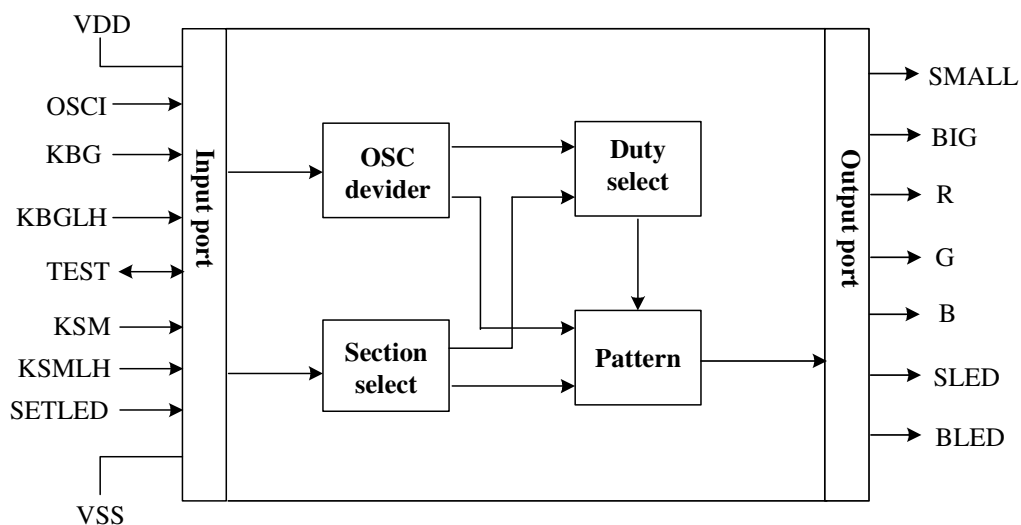 VDD
OSCI
KBG
KBGLH
TEST
KSM
KSMLH
SETLED
VSS
Input port
OSC
devider
Section
select
Duty
select
Pattern
Output port
SMALL
BIG
R
G
B
SLED
BLED